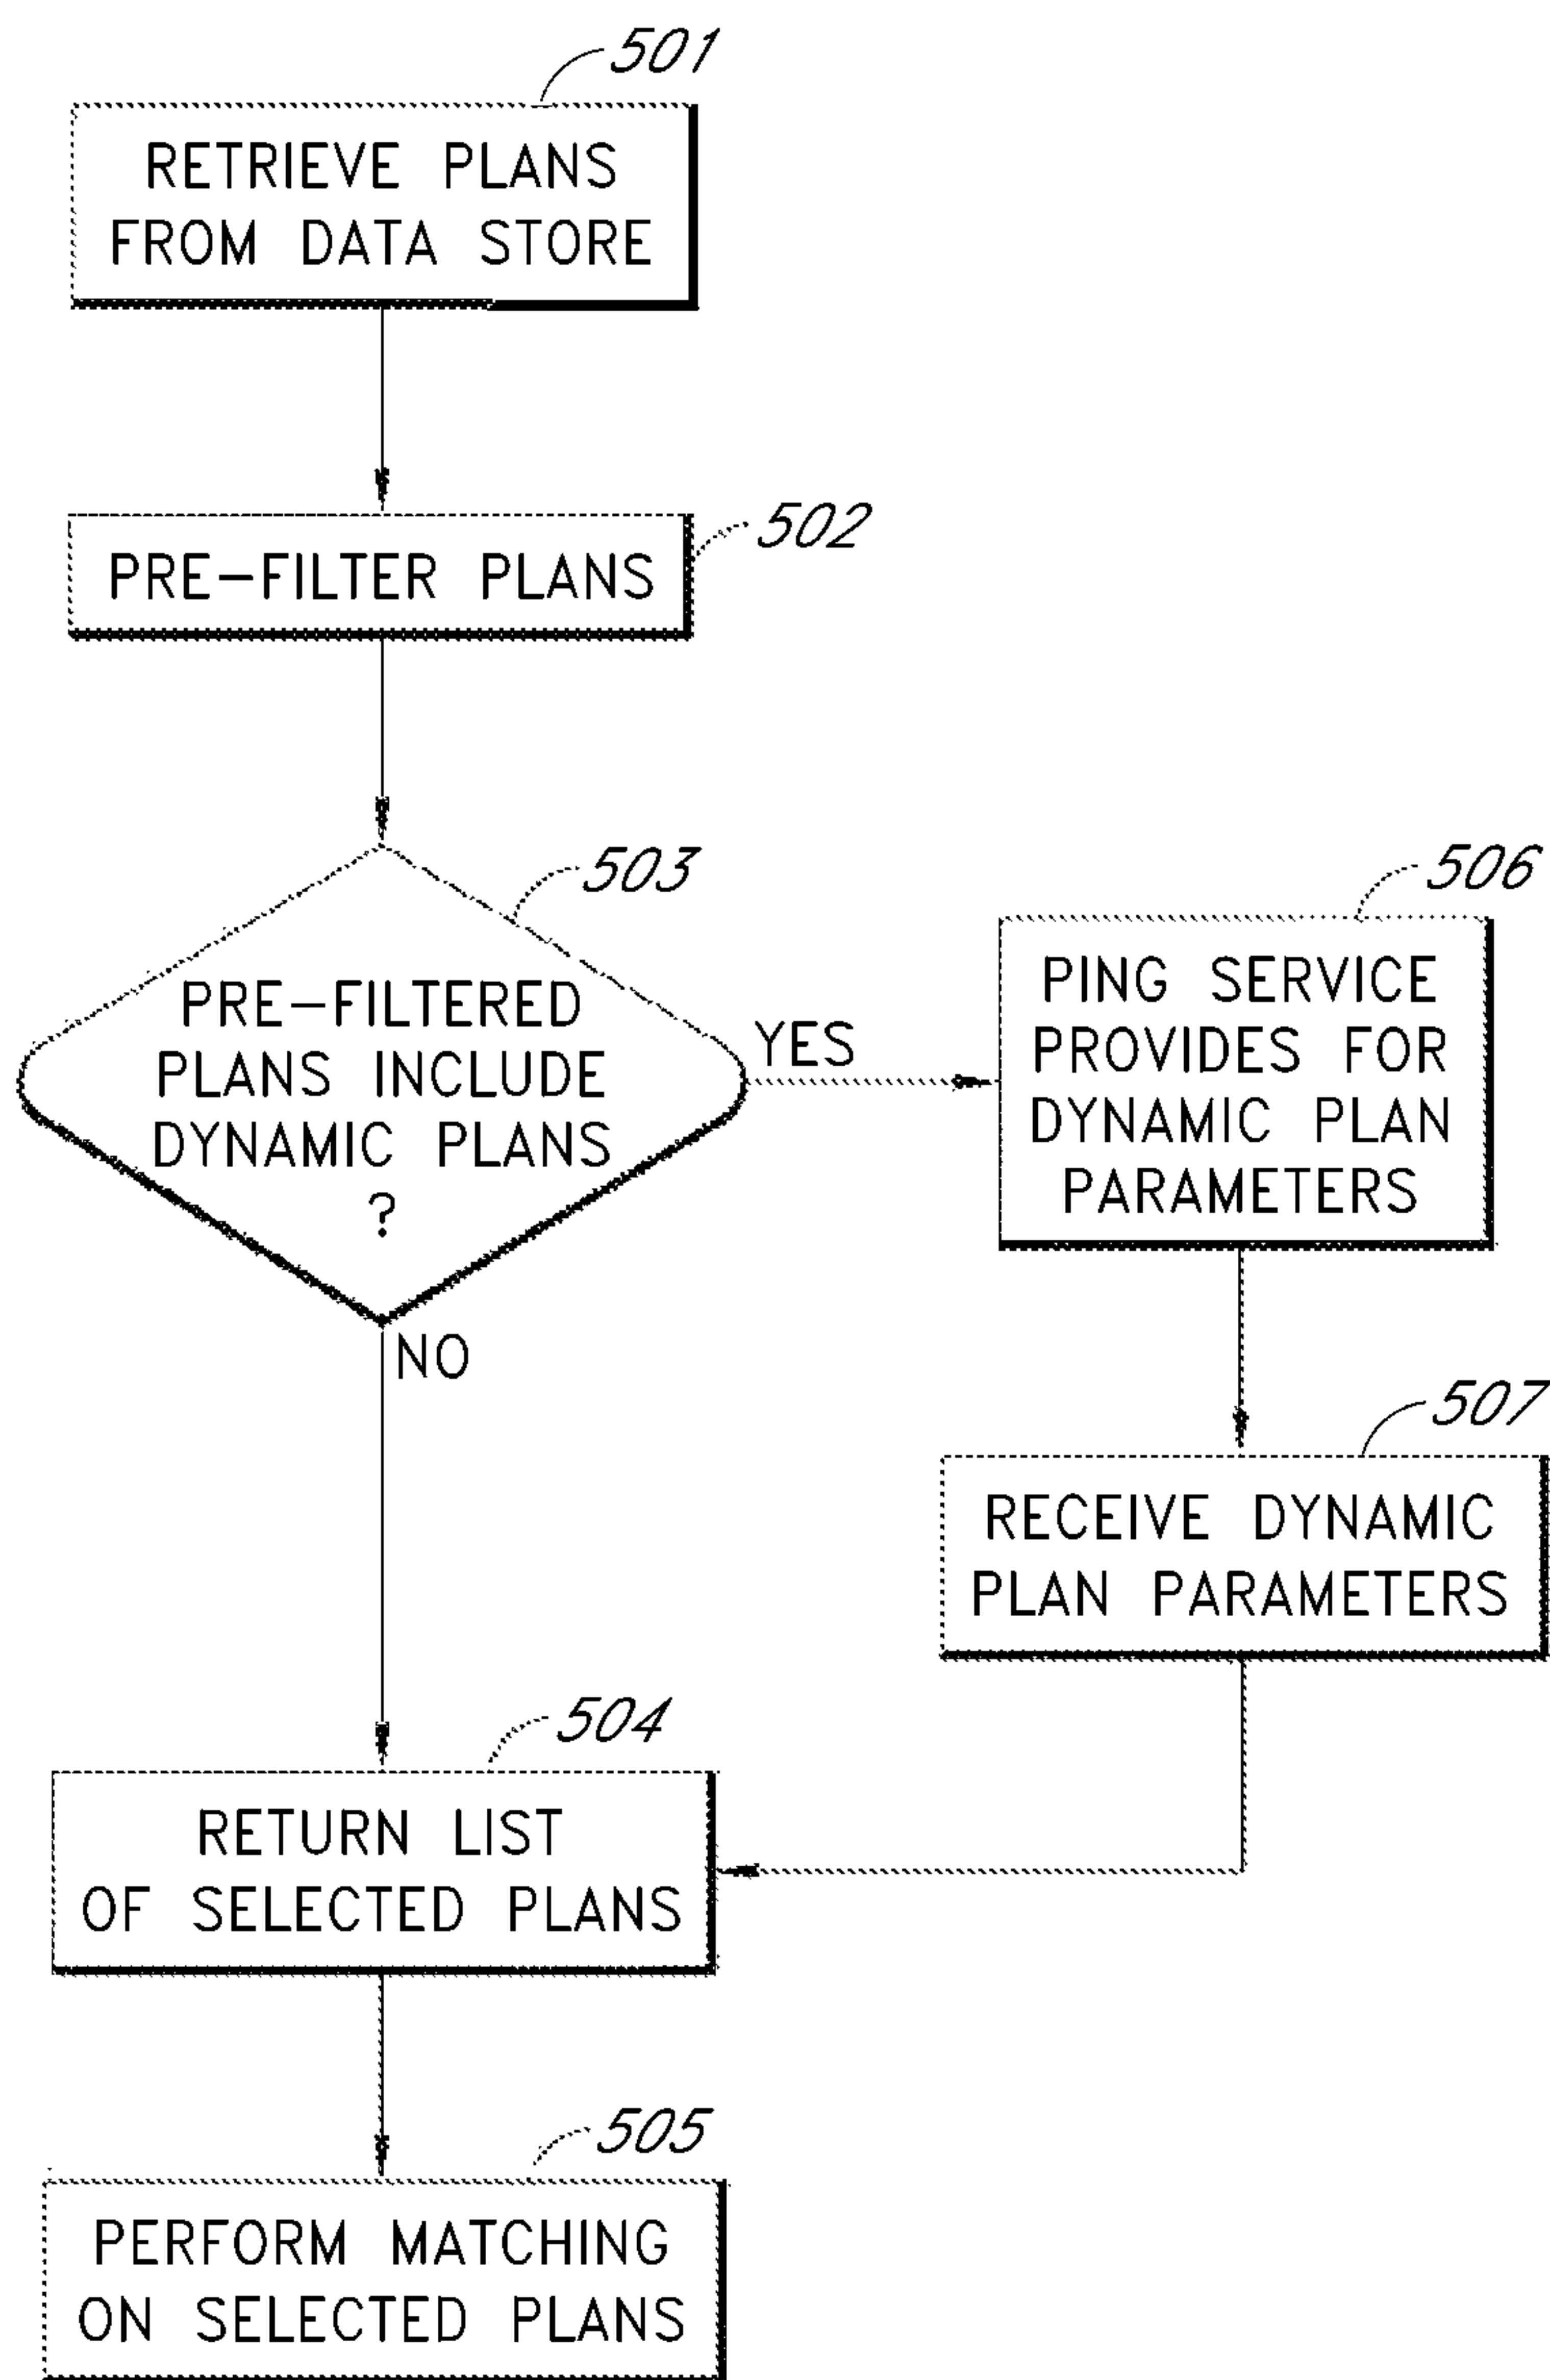 501
RETRIEVE PLANS
FROM DATA STORE
502
PRE-FILTER PLANS
503
PRE-FILTERED
PLANS INCLUDE
DYNAMIC PLANS
?
YES
NO
506
PING SERVICE
PROVIDES FOR
DYNAMIC PLAN
PARAMETERS
507
RECEIVE DYNAMIC
PLAN PARAMETERS
504
RETURN LIST
OF SELECTED PLANS
505
PERFORM MATCHING
ON SELECTED PLANS